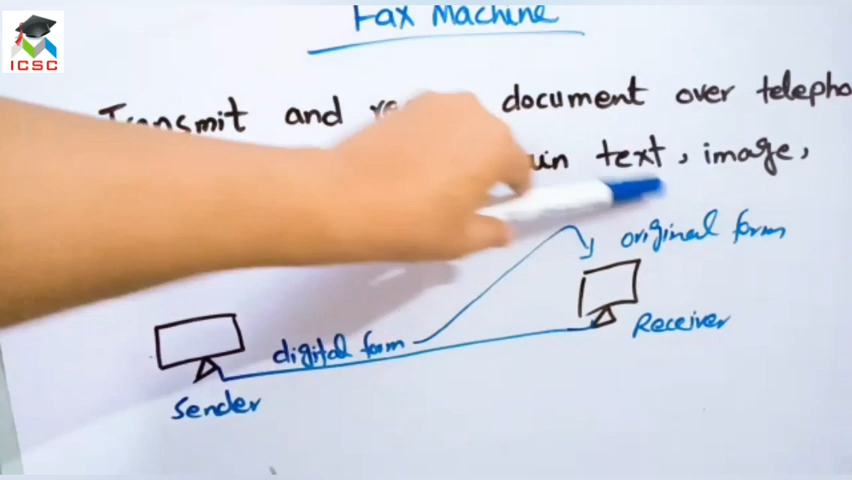 ICSC
Fax Machine
Transmit and document over telepho
text, image,
original form
Receiver
digital form
Sender